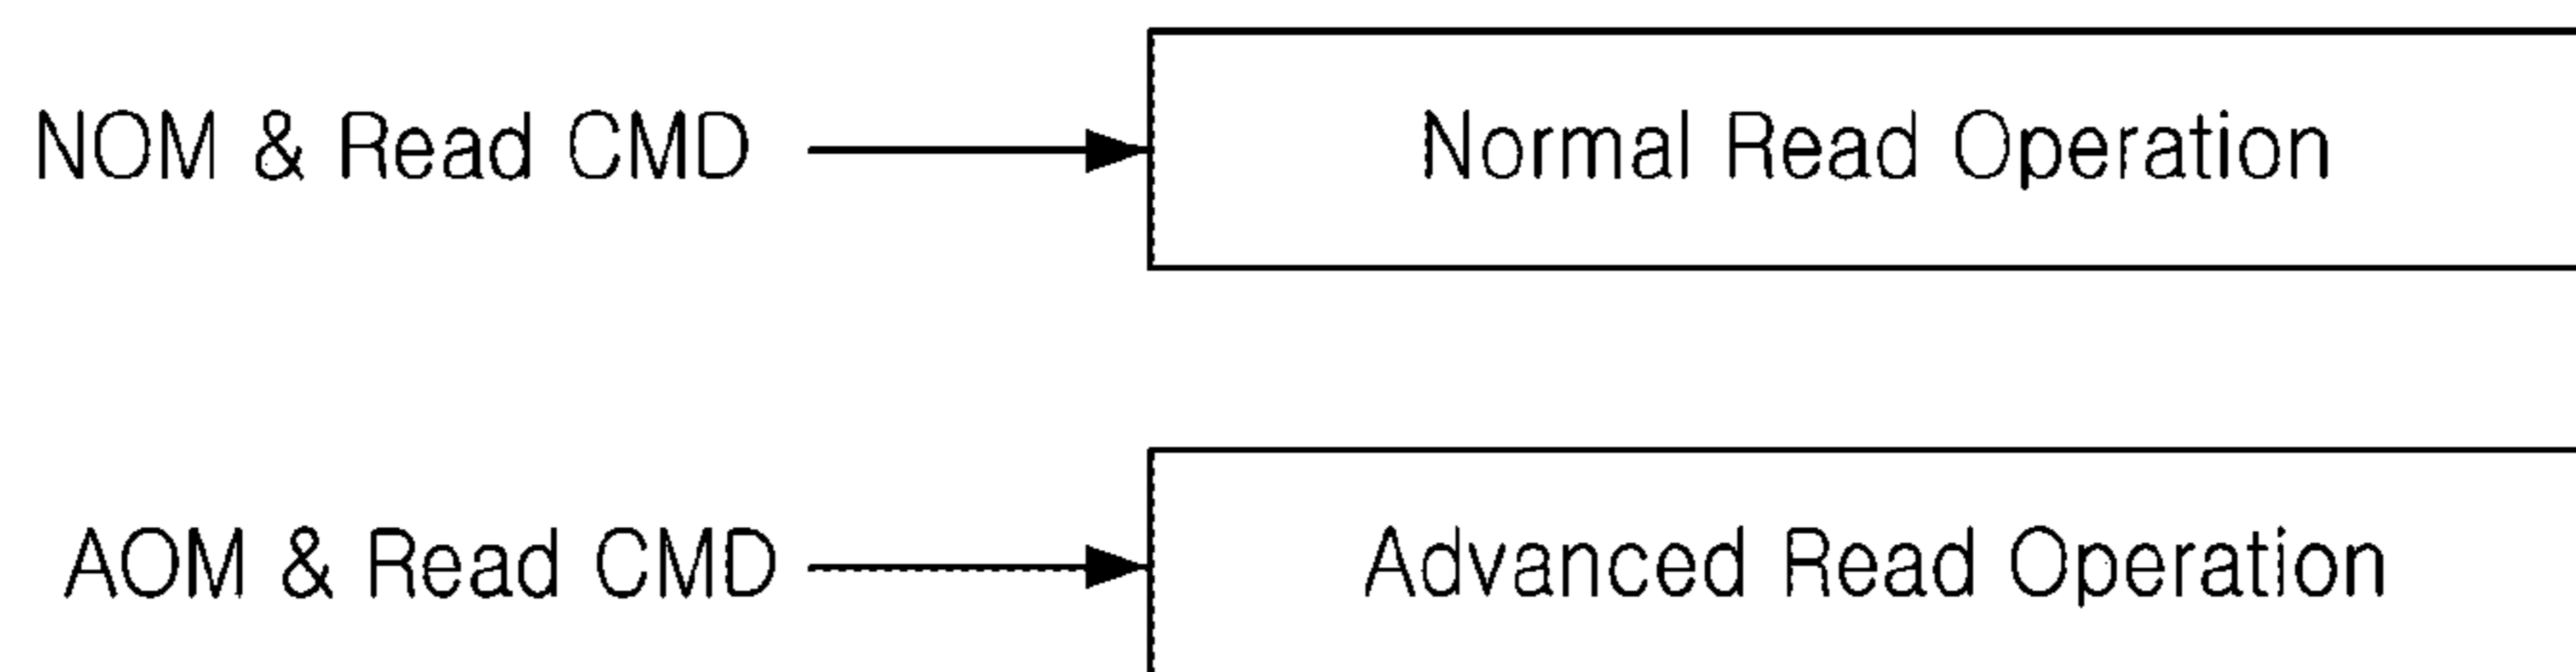 NOM & Read CMD
Normal Read Operation
AOM & Read CMD
Advanced Read Operation